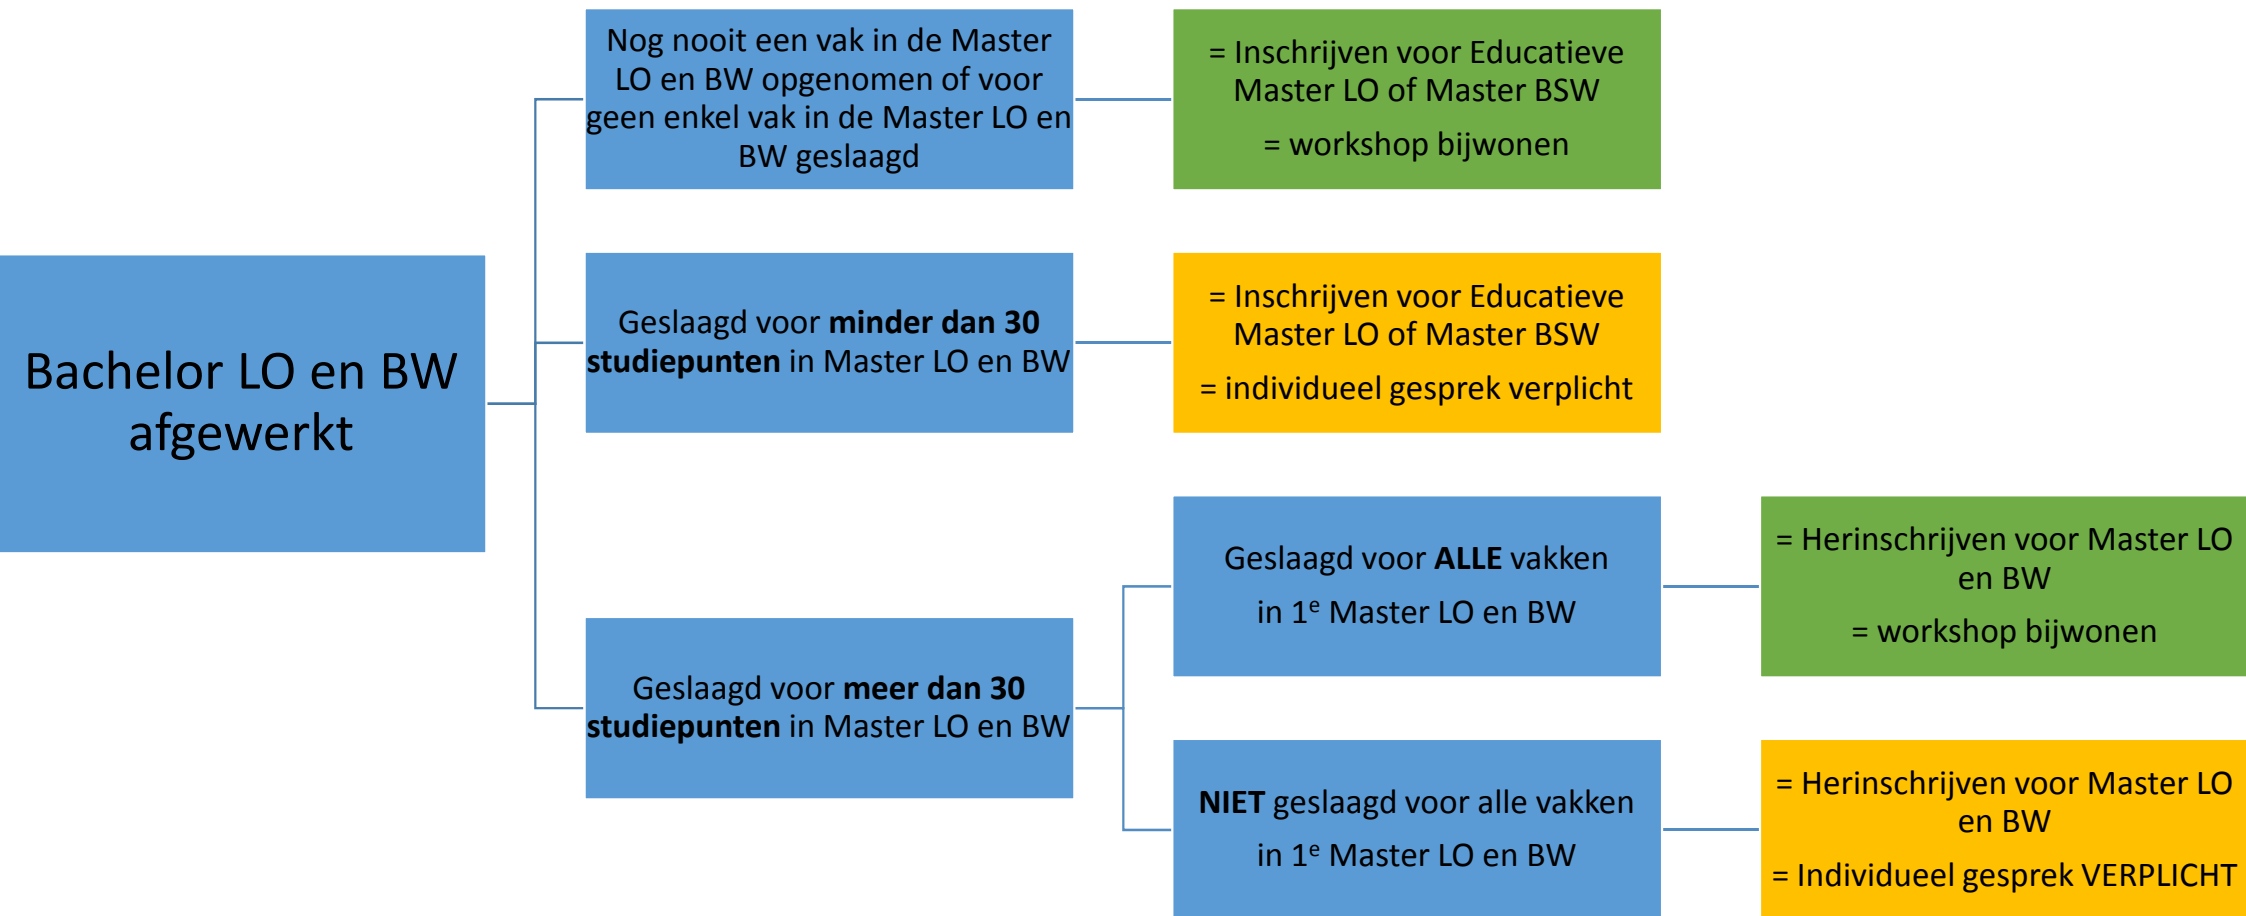 Bachelor LO en BW
afgewerkt
Nog nooit een vak in de Master
LO en BW opgenomen of voor
geen enkel vak in de Master LO en
BW geslaagd
= Inschrijven voor Educatieve
Master LO of Master BSW
= workshop bijwonen
Geslaagd voor minder dan 30
studiepunten in Master LO en BW
= Inschrijven voor Educatieve
Master LO of Master BSW
= individueel gesprek verplicht
Geslaagd voor meer dan 30
studiepunten in Master LO en BW
Geslaagd voor ALLE vakken
in 1e Master LO en BW
= Herinschrijven voor Master LO
en BW
= workshop bijwonen
NIET geslaagd voor alle vakken
in 1e Master LO en BW
= Herinschrijven voor Master LO
en BW
= Individueel gesprek VERPLICHT